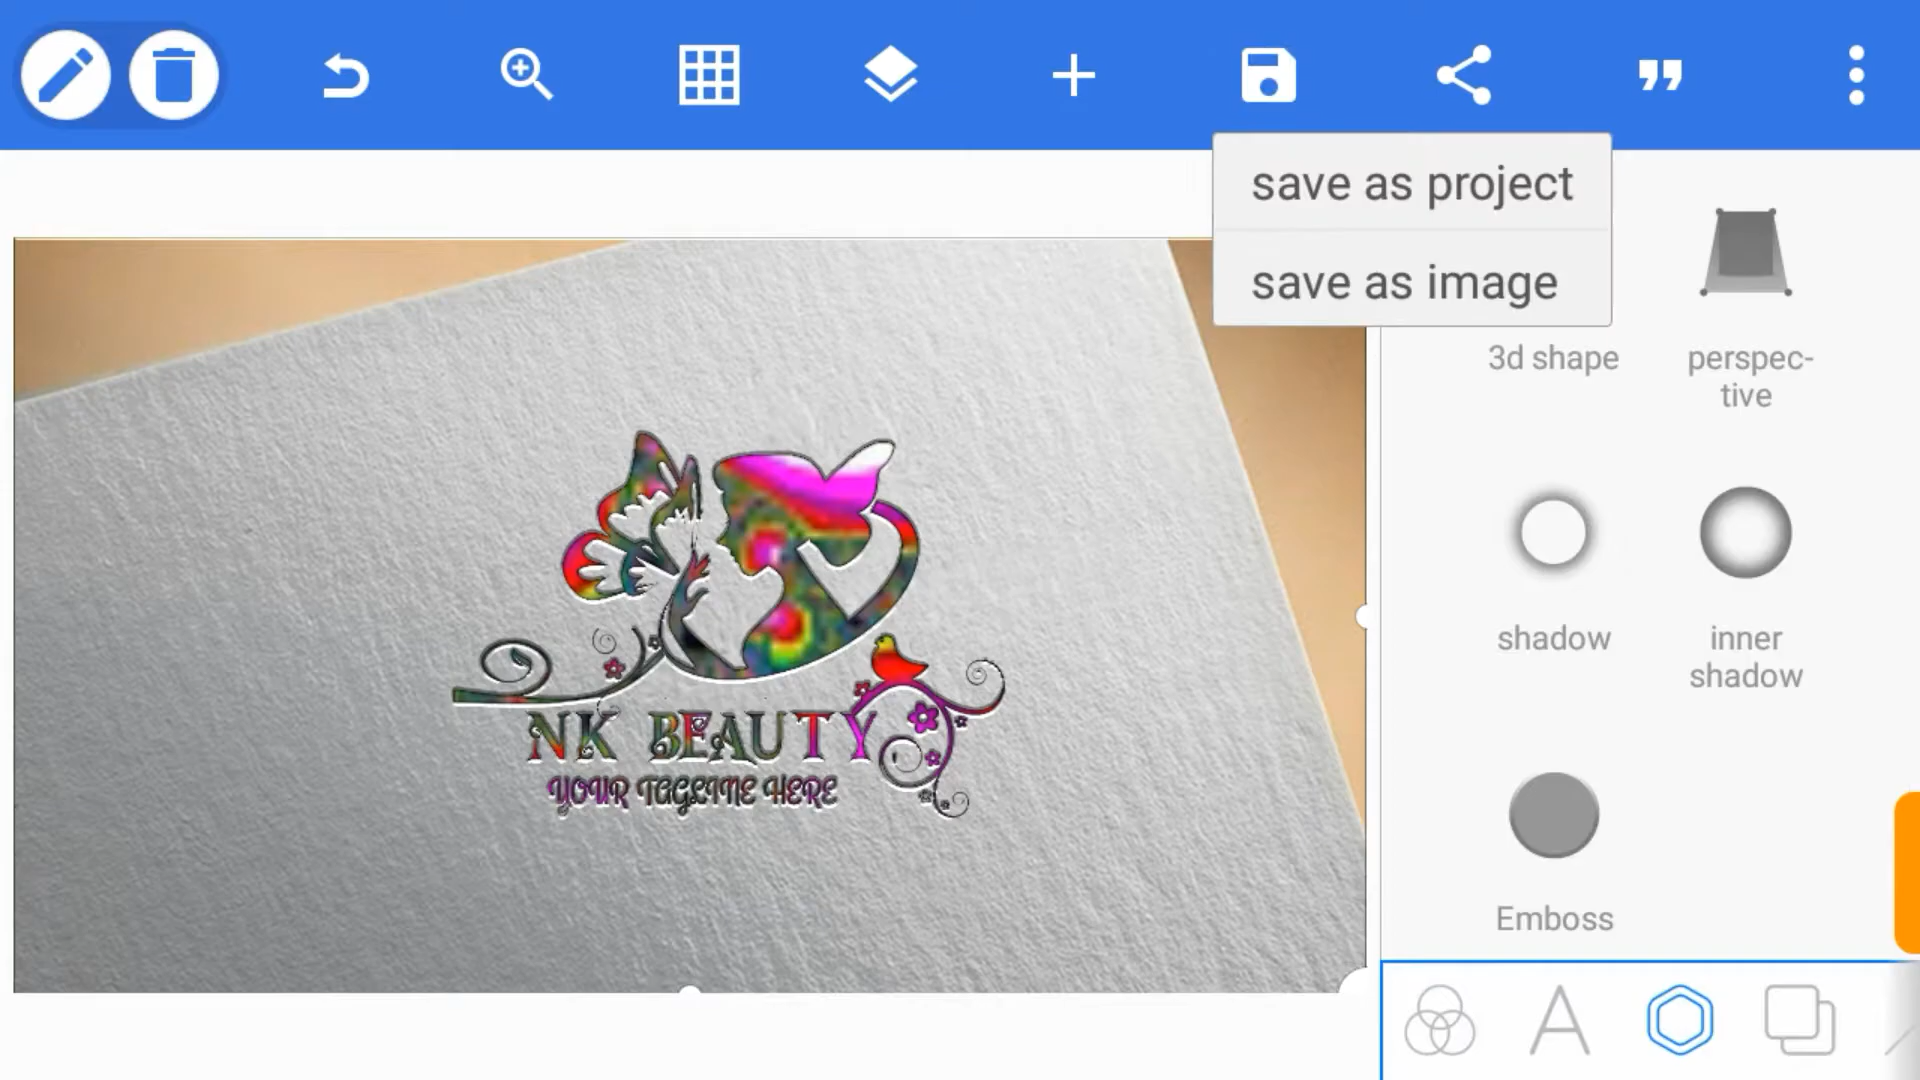 save as project
save as image
3d shape
perspec-
tive
shadow
inner
shadow
Emboss
NK BEAUTY
YOUR TAGLINE HERE